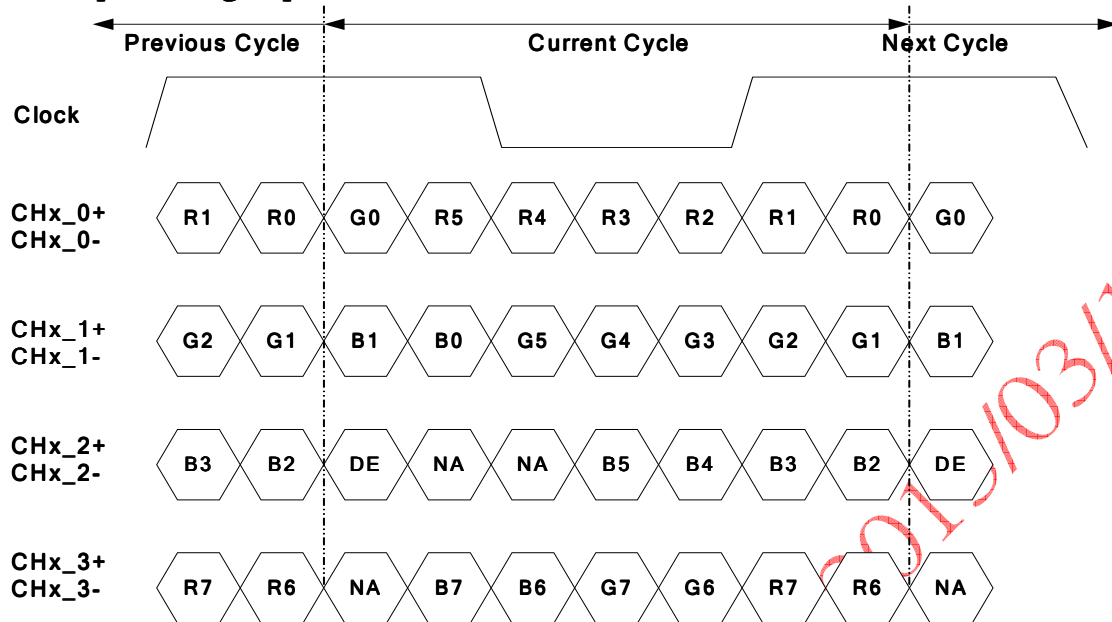 Previous Cycle Current Cycle Next Cycle
Clock
CHx_0+
CHx_0-
R1 R0 G0 R5 R4 R3 R2 R1 R0 G0
CHx_1+
CHx_1-
G2 G1 B1 B0 G5 G4 G3 G2 G1 B1
CHx_2+
CHx_2-
B3 B2 DE NA NA B5 B4 B3 B2 DE
CHx_3+
CHx_3-
R7 R6 NA B7 B6 G7 G6 R7 R6 NA